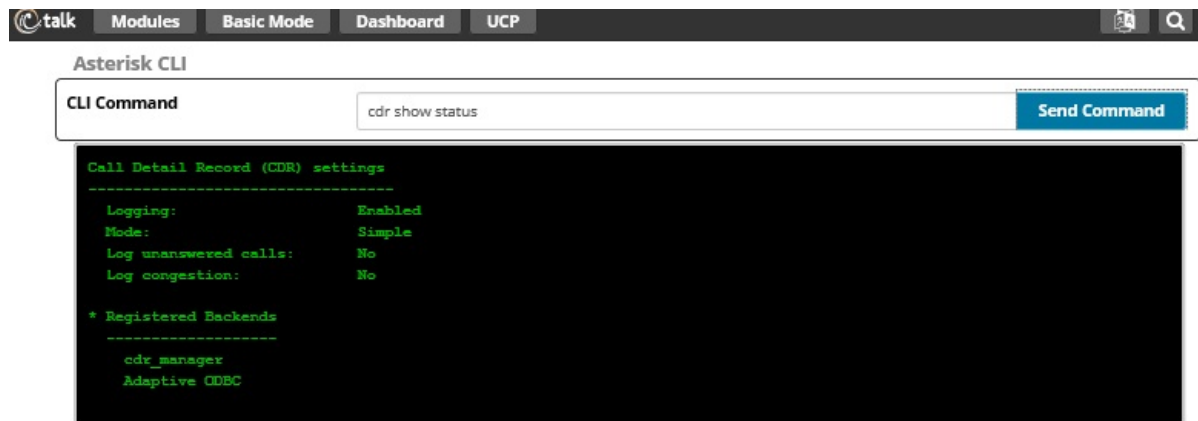 talk Modules Basic Mode Dashboard UCP
Asterisk CLI
CLI Command cdr show status Send Command
Call Detail Record (CDR) settings
----------------------------------
Logging: Enabled
Mode: Simple
Log unanswered calls: No
Log congestion: No
* Registered Backends
-------------------
cdr_manager
Adaptive ODBC